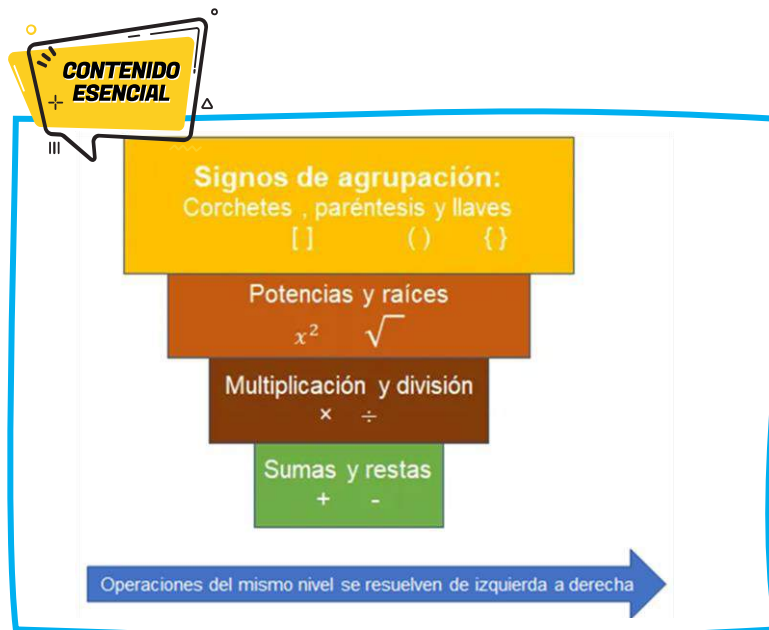 CONTENIDO
ESENCIAL
Signos de agrupación:
Corchetes , paréntesis y llaves
[ ] ( ) { }
Potencias y raíces
x² √
Multiplicación y división
× ÷
Sumas y restas
+ -
Operaciones del mismo nivel se resuelven de izquierda a derecha